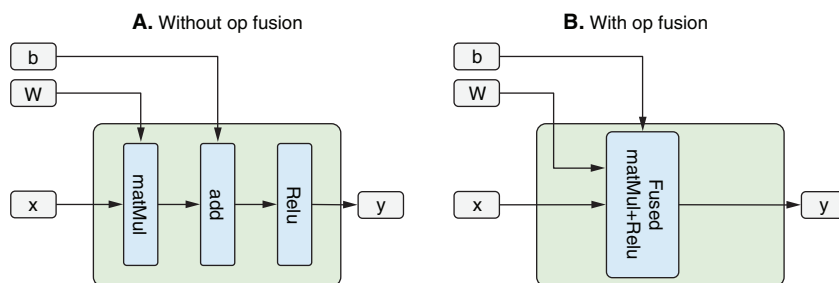 A. Without op fusion
b
W
x
matMul
add
Relu
y
B. With op fusion
b
W
x
Fused
matMul+Relu
y